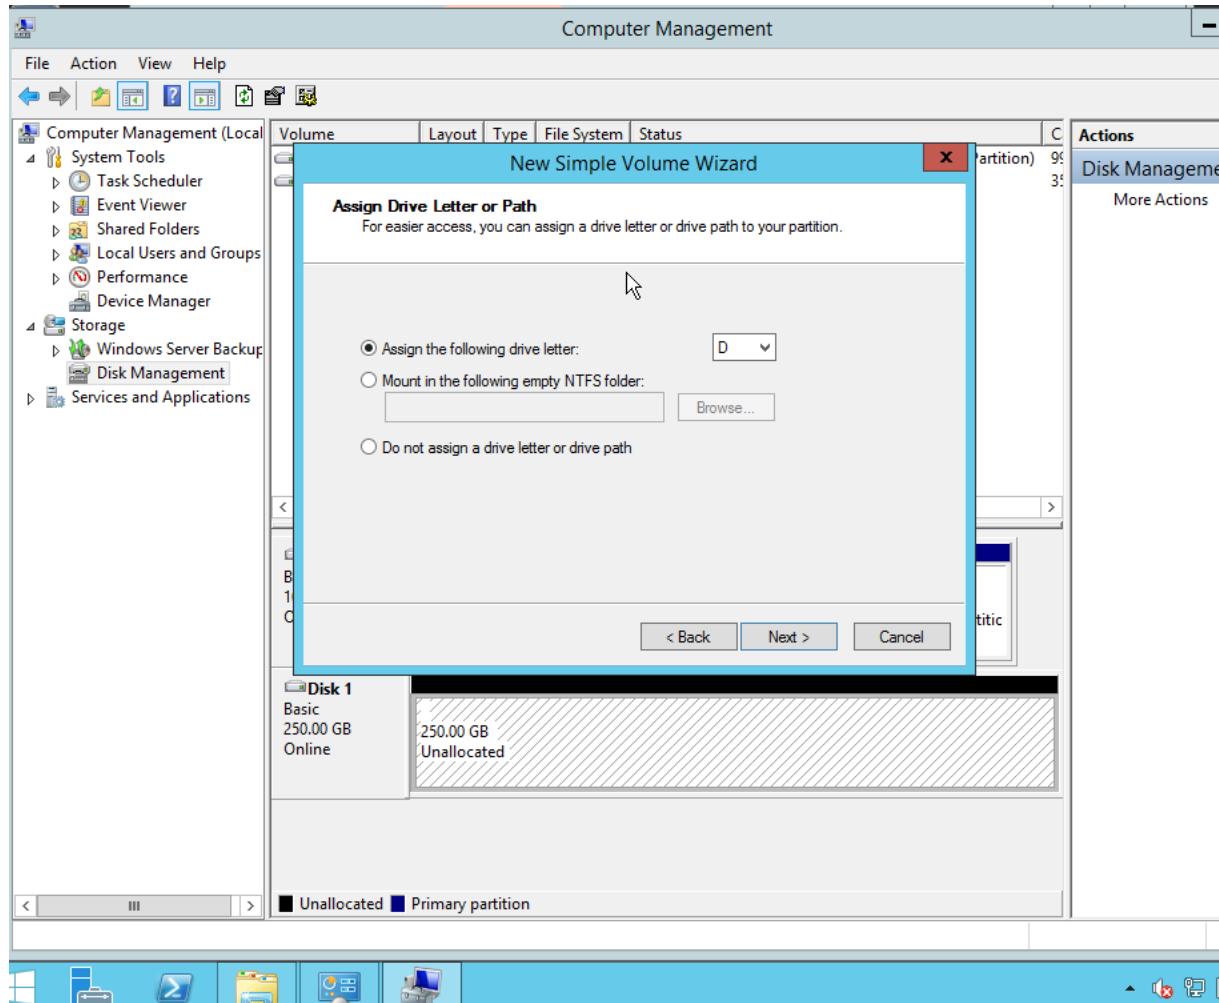 Computer Management
File Action View Help
Computer Management (Local
System Tools
Task Scheduler
Event Viewer
Shared Folders
Local Users and Groups
Performance
Device Manager
Storage
Windows Server Backup
Disk Management
Services and Applications
Volume Layout Type File System Status C
Partition) 99
35
New Simple Volume Wizard
x
Assign Drive Letter or Path
For easier access, you can assign a drive letter or drive path to your partition.
Assign the following drive letter: D
Mount in the following empty NTFS folder:
Browse...
Do not assign a drive letter or drive path
< Back Next > Cancel
B
10
O
titic
Disk 1
Basic
250.00 GB
Online
250.00 GB
Unallocated
Unallocated Primary partition
Actions
Disk Manageme
More Actions